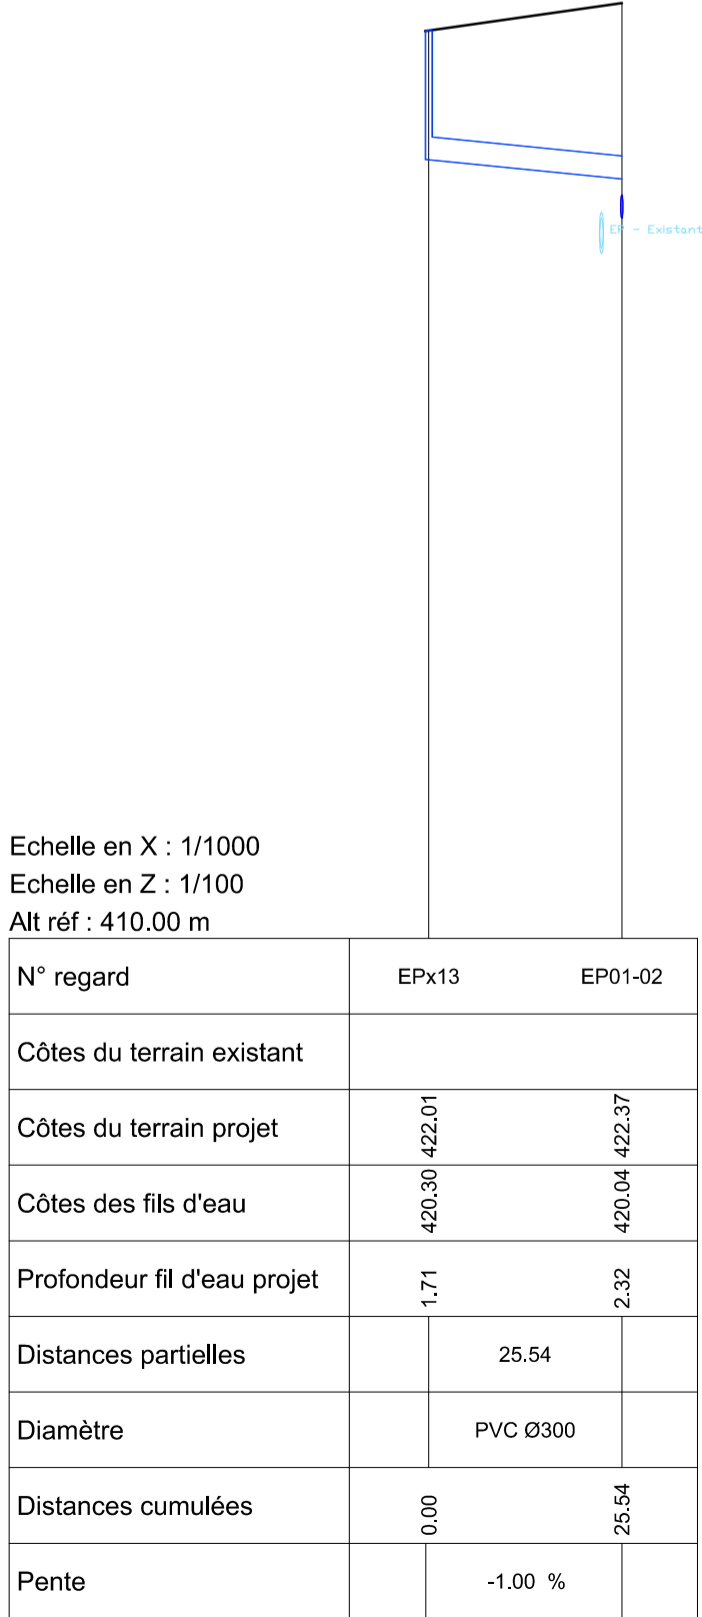 EP - Existant
Echelle en X : 1/1000
Echelle en Z : 1/100
Alt réf : 410.00 m
N° regard EPx13 EP01-02
Côtes du terrain existant
Côtes du terrain projet 422.01 422.37
Côtes des fils d'eau 420.30 420.04
Profondeur fil d'eau projet 1.71 2.32
Distances partielles 25.54
Diamètre PVC Ø300
Distances cumulées 0.00 25.54
Pente -1.00 %